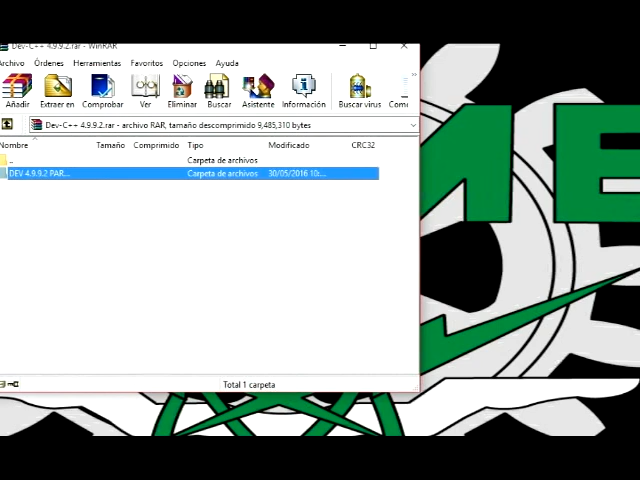 Dev-C++ 4.9.9.2.rar - WinRAR
Archivo Órdenes Herramientas Favoritos Opciones Ayuda
Añadir Extraer en Comprobar Ver Eliminar Buscar Asistente Información Buscar virus Come
Dev-C++ 4.9.9.2.rar - archivo RAR, tamaño descomprimido 9,485,310 bytes
Nombre Tamaño Comprimido Tipo Modificado CRC32
.. Carpeta de archivos
DEV 4.9.9.2 PAR... Carpeta de archivos 30/05/2016 10:...
Total 1 carpeta
ME